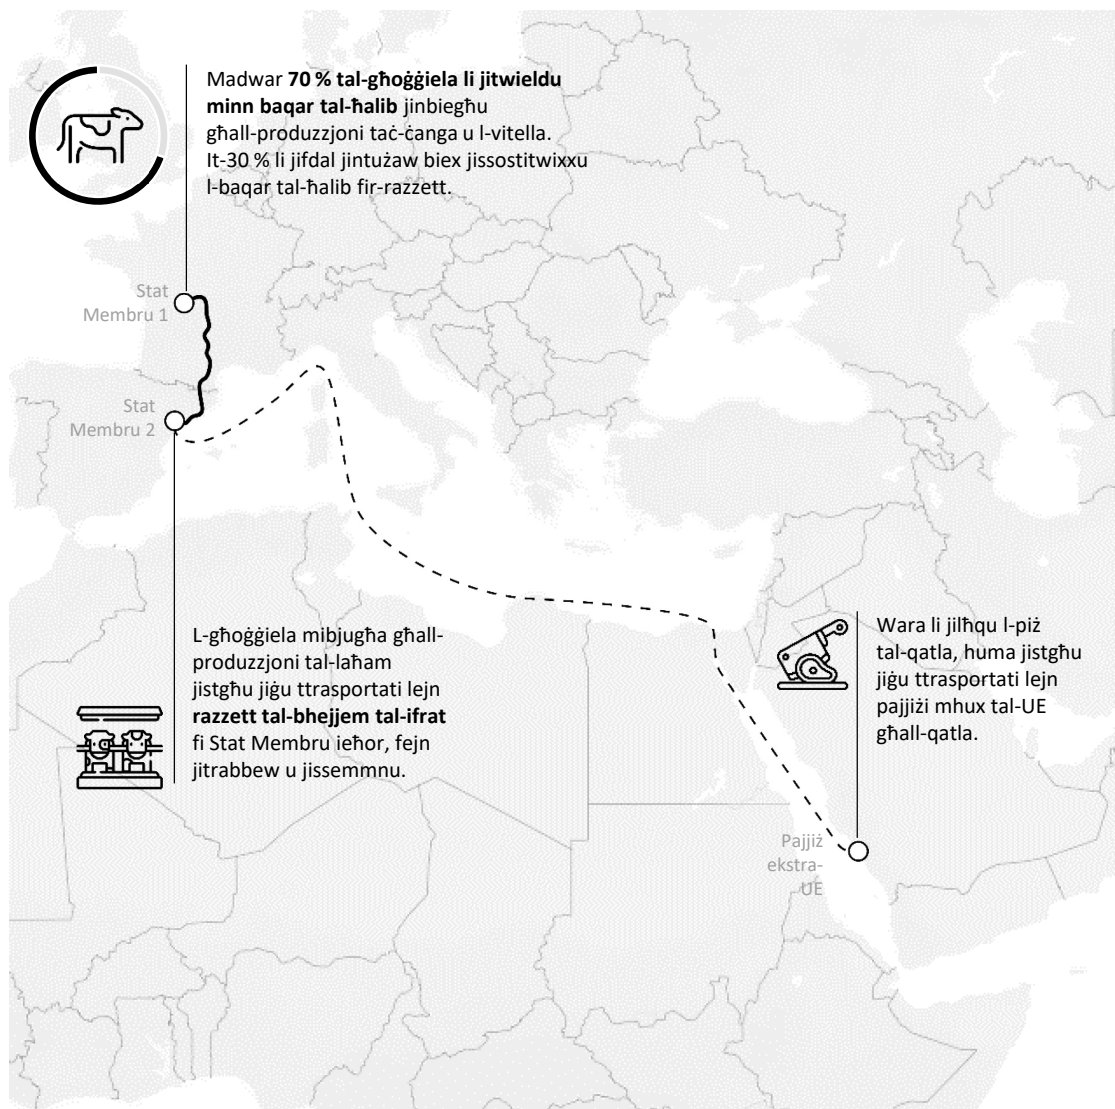 Madwar 70 % tal-għoġġiela li jitwieldu
minn baqar tal-ħalib jinbiegħu
għall-produzzjoni taċ-ċanga u l-vitella.
It-30 % li jifdal jintużaw biex jissostitwixxu
l-baqar tal-ħalib fir-razzett.
Stat
Membru 1
Stat
Membru 2
L-għoġġiela mibjugħa għall-
produzzjoni tal-laħam
jistgħu jiġu ttrasportati lejn
razzett tal-bhejjem tal-ifrat
fi Stat Membru ieħor, fejn
jitrabbew u jissemmnu.
Wara li jilħqu l-piż
tal-qatla, huma jistgħu
jiġu ttrasportati lejn
pajjiżi mhux tal-UE
għall-qatla.
Pajjiż
ekstra-
UE